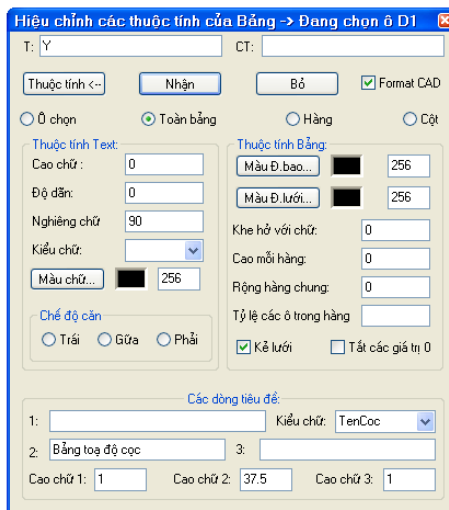 Hiệu chỉnh các thuộc tính của Bảng -> Đang chọn ô D1
T: Y CT:
Thuộc tính <-- Nhận Bỏ Format CAD
Ô chọn Toàn bảng Hàng Cột
Thuộc tính Text:
Cao chữ : 0
Độ dãn: 0
Nghiêng chữ 90
Kiểu chữ:
Màu chữ... 256
Chế độ căn
Trái Gữa Phải
Thuộc tính Bảng:
Màu Đ.bao... 256
Màu Đ.lưới... 256
Khe hở với chữ: 0
Cao mỗi hàng: 0
Rộng hàng chung: 0
Tỷ lệ các ô trong hàng
Kẻ lưới Tắt các giá trị 0
Các dòng tiêu đề:
1: Kiểu chữ: TenCoc
2: Bảng toạ độ cọc 3:
Cao chữ 1: 1 Cao chữ 2: 37.5 Cao chữ 3: 1